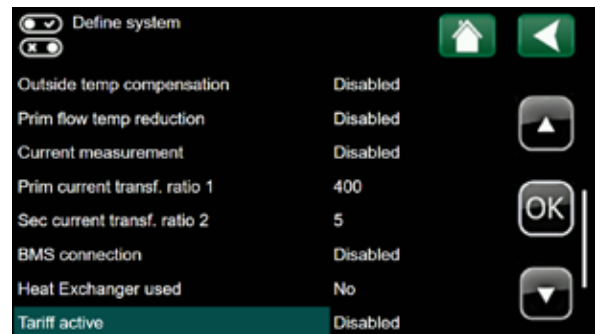 Define system
Outside temp compensation Disabled
Prim flow temp reduction Disabled
Current measurement Disabled
Prim current transf. ratio 1 400
Sec current transf. ratio 2 5
OK
BMS connection Disabled
Heat Exchanger used No
Tariff active Disabled